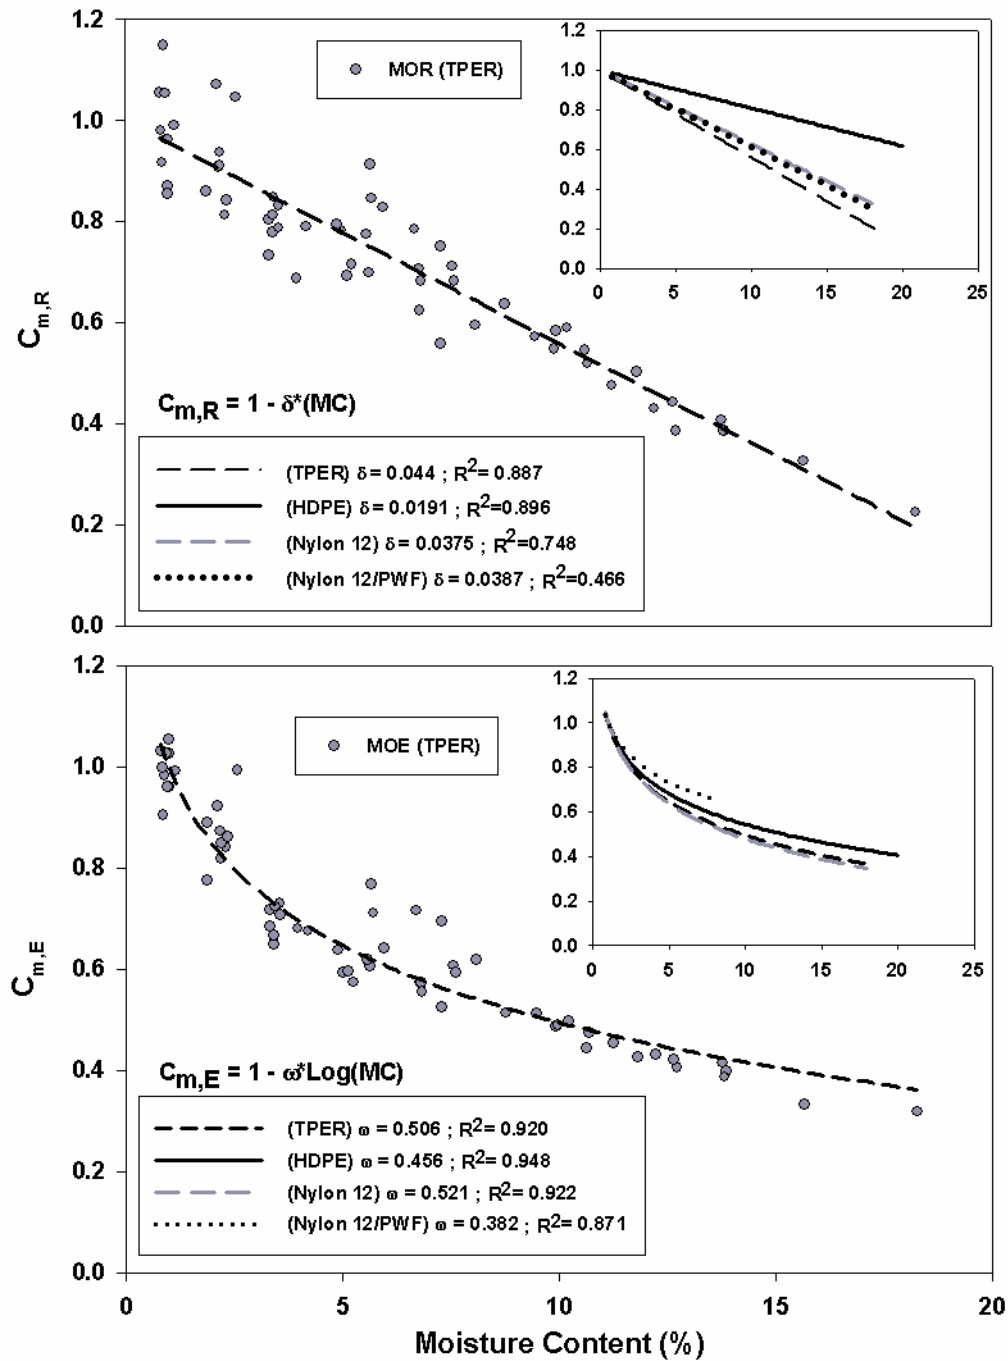 1.2
1.0
0.8
0.6
0.4
0.2
0.0
C m,R
MOR (TPER)
1.2
1.0
0.8
0.6
0.4
0.2
0.0
0 5 10 15 20 25
C m,R = 1 - δ*(MC)
(TPER) δ = 0.044 ; R2= 0.887
(HDPE) δ = 0.0191 ; R2=0.896
(Nylon 12) δ = 0.0375 ; R2=0.748
(Nylon 12/PWF) δ = 0.0387 ; R2=0.466
1.2
1.0
0.8
0.6
0.4
0.2
0.0
C m,E
MOE (TPER)
1.2
1.0
0.8
0.6
0.4
0.2
0.0
0 5 10 15 20 25
C m,E = 1 - ω*Log(MC)
(TPER) ω = 0.506 ; R2= 0.920
(HDPE) ω = 0.456 ; R2= 0.948
(Nylon 12) ω = 0.521 ; R2= 0.922
(Nylon 12/PWF) ω = 0.382 ; R2= 0.871
0 5 10 15 20
Moisture Content (%)